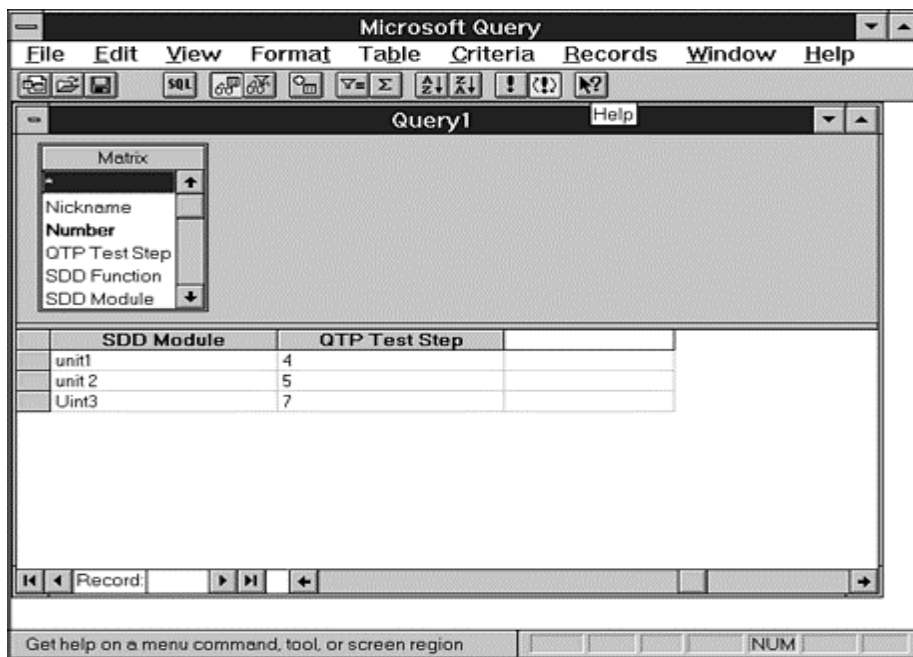 Microsoft Query
File Edit View Format Table Criteria Records Window Help
SQL
Query1
Help
Matrix
*
Nickname
Number
QTP Test Step
SDD Function
SDD Module
SDD Module QTP Test Step
unit1 4
unit 2 5
Uint3 7
Record:
Get help on a menu command, tool, or screen region NUM